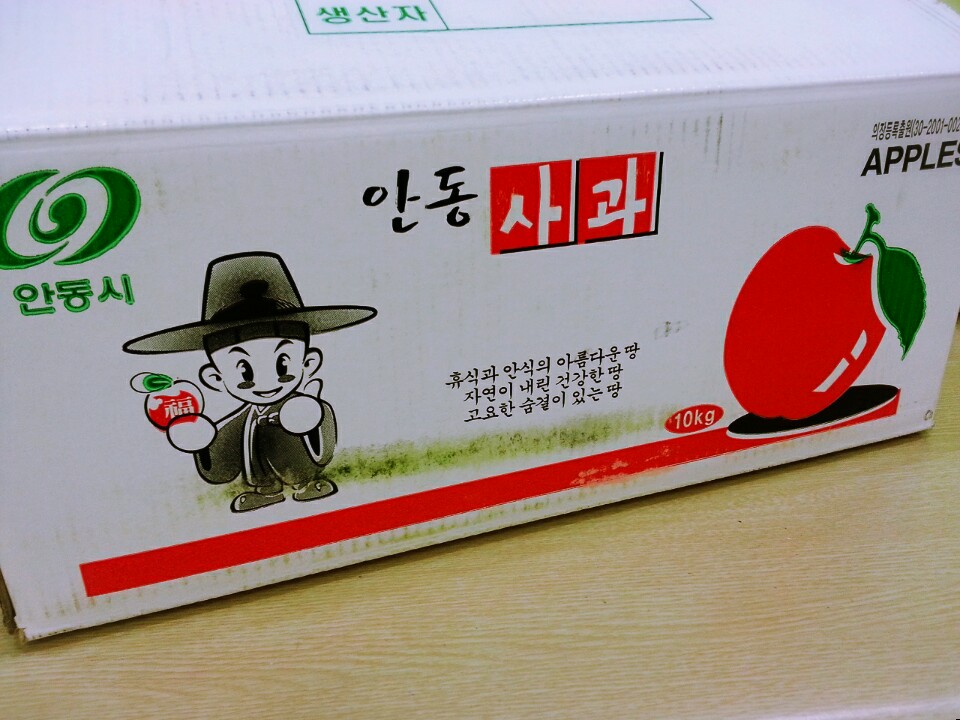 생산자
의장등록출원(30-2001-002
APPLES
안동 사과
안동시
福
휴식과 안식의 아름다운 땅
자연이 내린 건강한 땅
고요한 숨결이 있는 땅
10kg